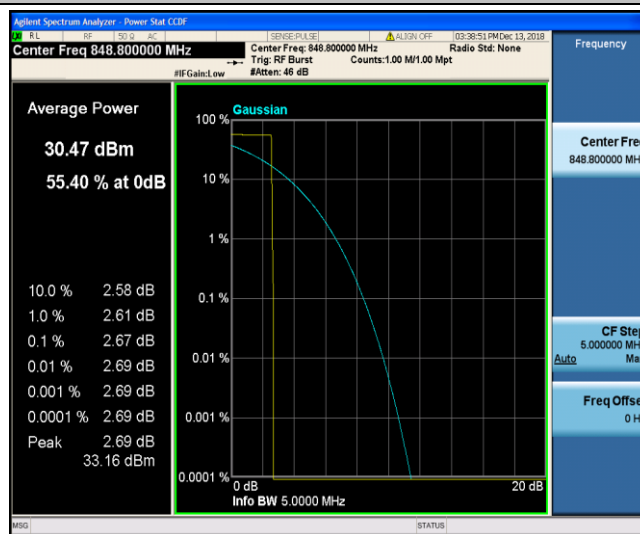 Agilent Spectrum Analyzer - Power Stat CCDF
RL RF 50 Ω AC SENSE:PULSE ALIGN OFF 03:38:51 PM Dec 13, 2018
Center Freq 848.800000 MHz
Center Freq: 848.800000 MHz Radio Std: None
Trig: RF Burst Counts:1.00 M/1.00 Mpt
#IFGain:Low #Atten: 46 dB
Frequency
Average Power
30.47 dBm
55.40 % at 0dB
10.0 % 2.58 dB
1.0 % 2.61 dB
0.1 % 2.67 dB
0.01 % 2.69 dB
0.001 % 2.69 dB
0.0001 % 2.69 dB
Peak 2.69 dB
33.16 dBm
Gaussian
100 %
10 %
1 %
0.1 %
0.01 %
0.001 %
0.0001 %
0 dB 20 dB
Info BW 5.0000 MHz
Center Fre
848.800000 MH
CF Step
5.000000 MH
Auto Ma
Freq Offse
0 H
MSG STATUS